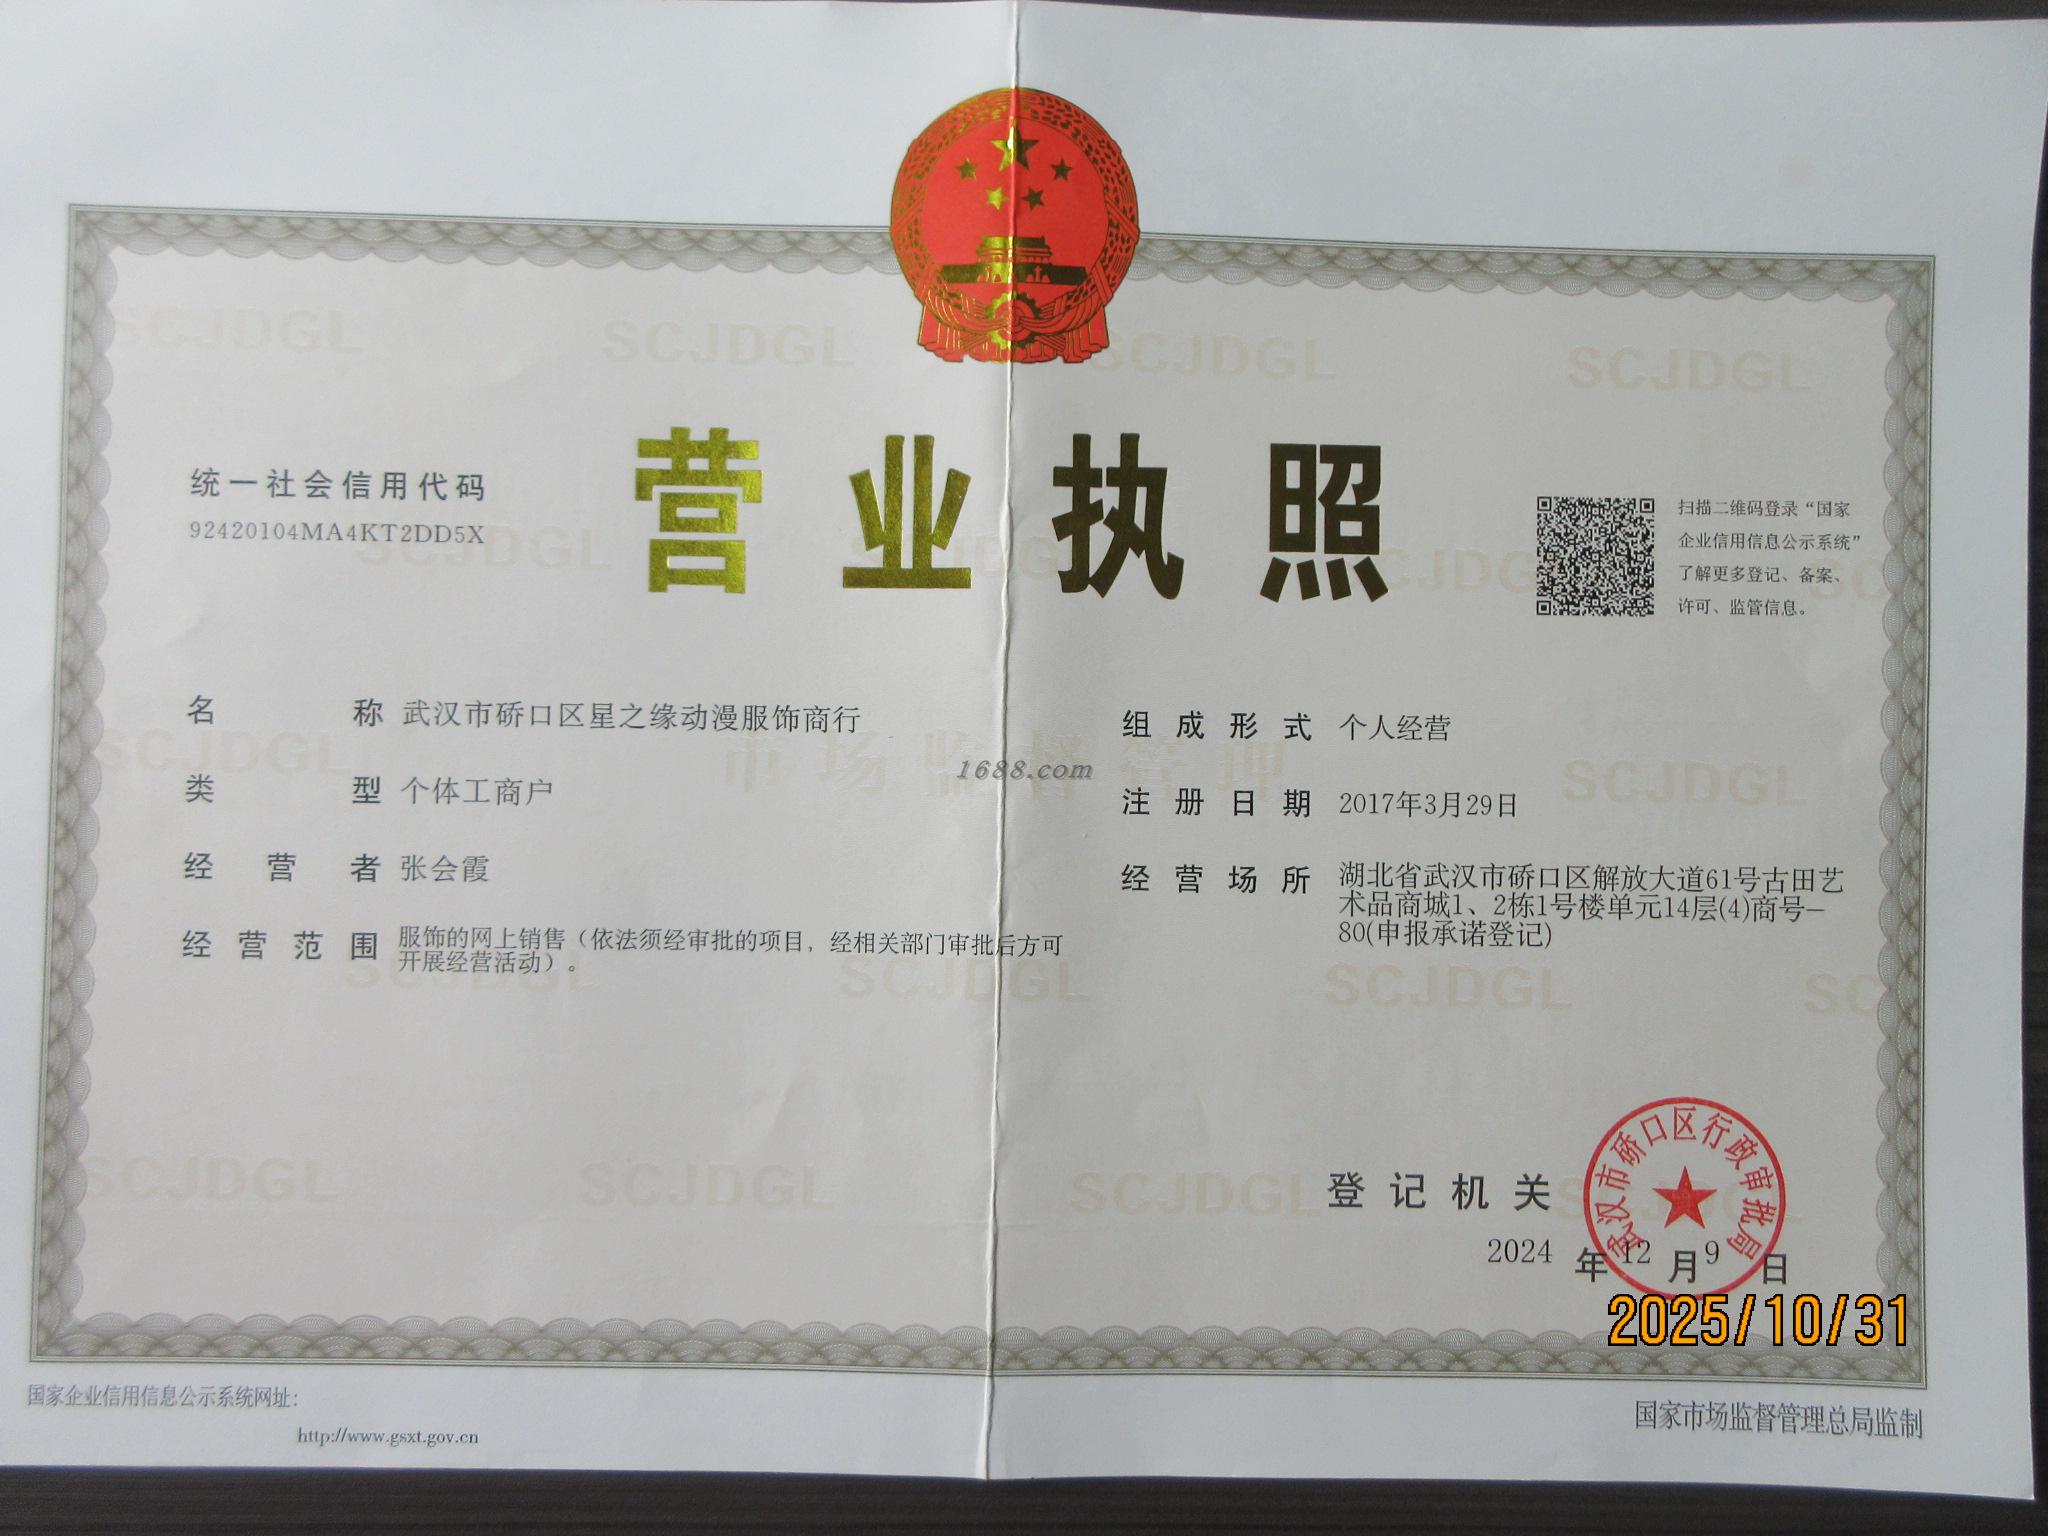 营业执照
统一社会信用代码
92420104MA4KT2DD5X
扫描二维码登录“国家
企业信用信息公示系统”
了解更多登记、备案、
许可、监管信息。
名称 武汉市硚口区星之缘动漫服饰商行
类型 个体工商户
经营者 张会霞
经营范围 服饰的网上销售（依法须经审批的项目，经相关部门审批后方可
开展经营活动）。
组成形式 个人经营
注册日期 2017年3月29日
经营场所 湖北省武汉市硚口区解放大道61号古田艺
术品商城1、2栋1号楼单元14层(4)商号—
80(申报承诺登记)
市场监督管理
1688.com
SCJDGL
登记机关
武汉市硚口区行政审批局
2024年12月9日
2025/10/31
国家企业信用信息公示系统网址：
http://www.gsxt.gov.cn
国家市场监督管理总局监制